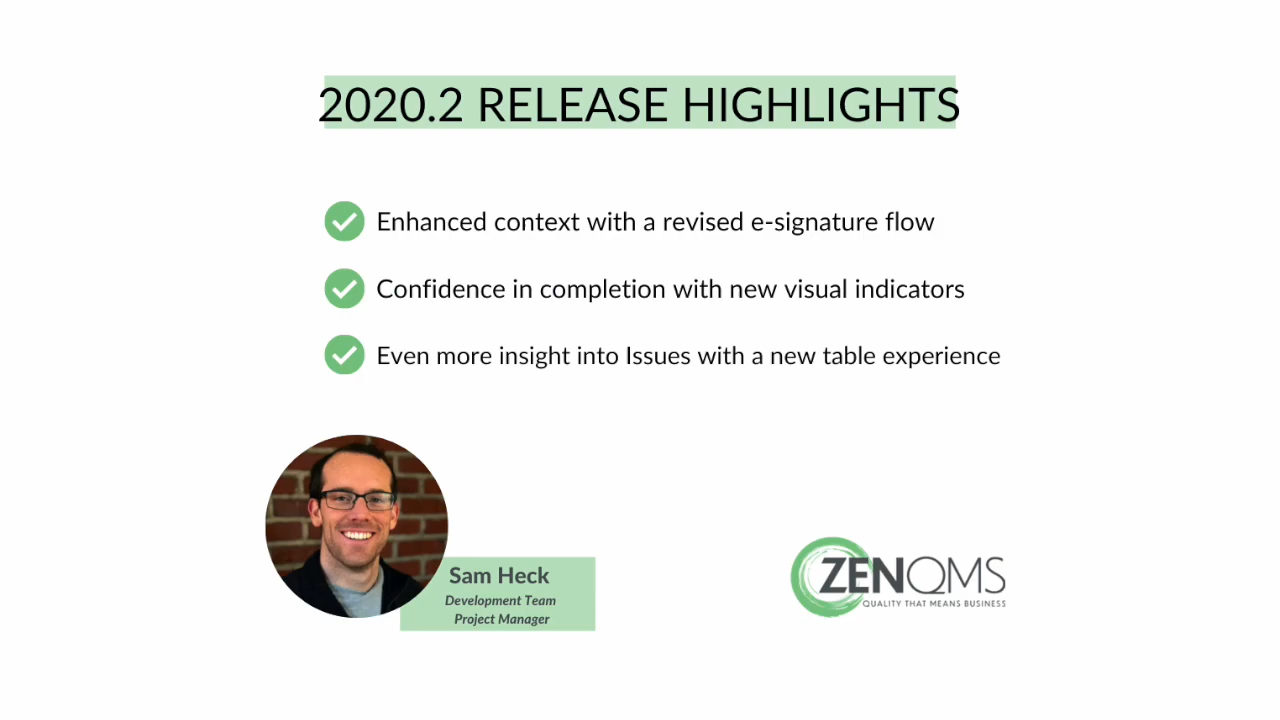 2020.2 RELEASE HIGHLIGHTS
Enhanced context with a revised e-signature flow
Confidence in completion with new visual indicators
Even more insight into Issues with a new table experience
Sam Heck
Development Team
Project Manager
ZENQMS
QUALITY THAT MEANS BUSINESS